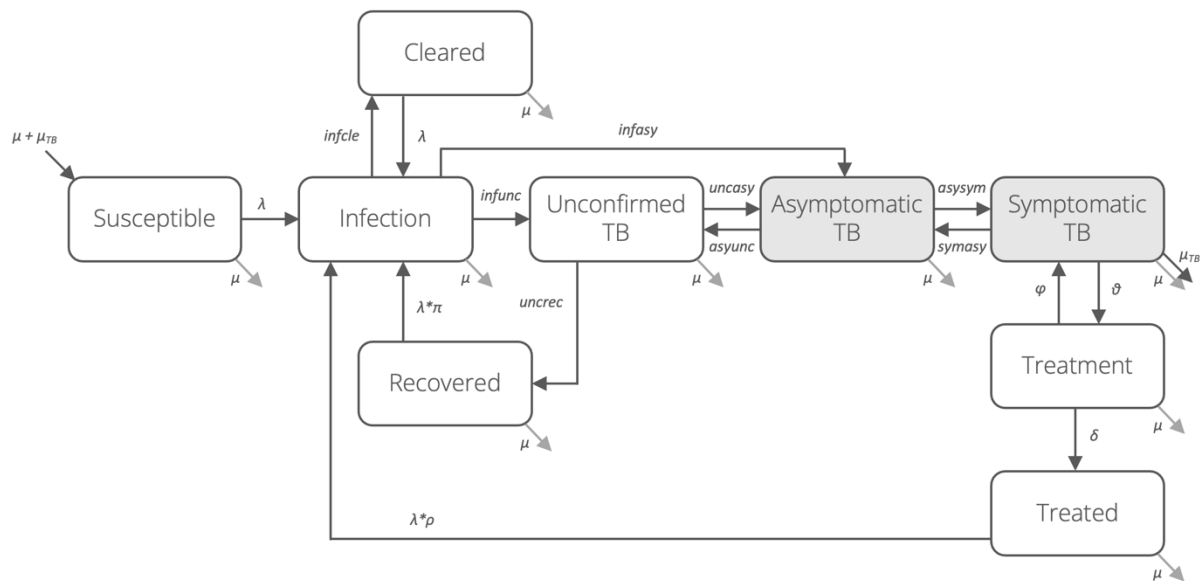 Cleared
μ
μ + μTB
infcle
λ
infasy
Susceptible
λ
Infection
infunc
Unconfirmed
TB
uncasy
asyunc
Asymptomatic
TB
asysym
symasy
Symptomatic
TB
μTB
μ
μ
μ
μ
μ
λ*π
uncrec
φ
ϑ
Recovered
μ
Treatment
μ
δ
λ*ρ
Treated
μ